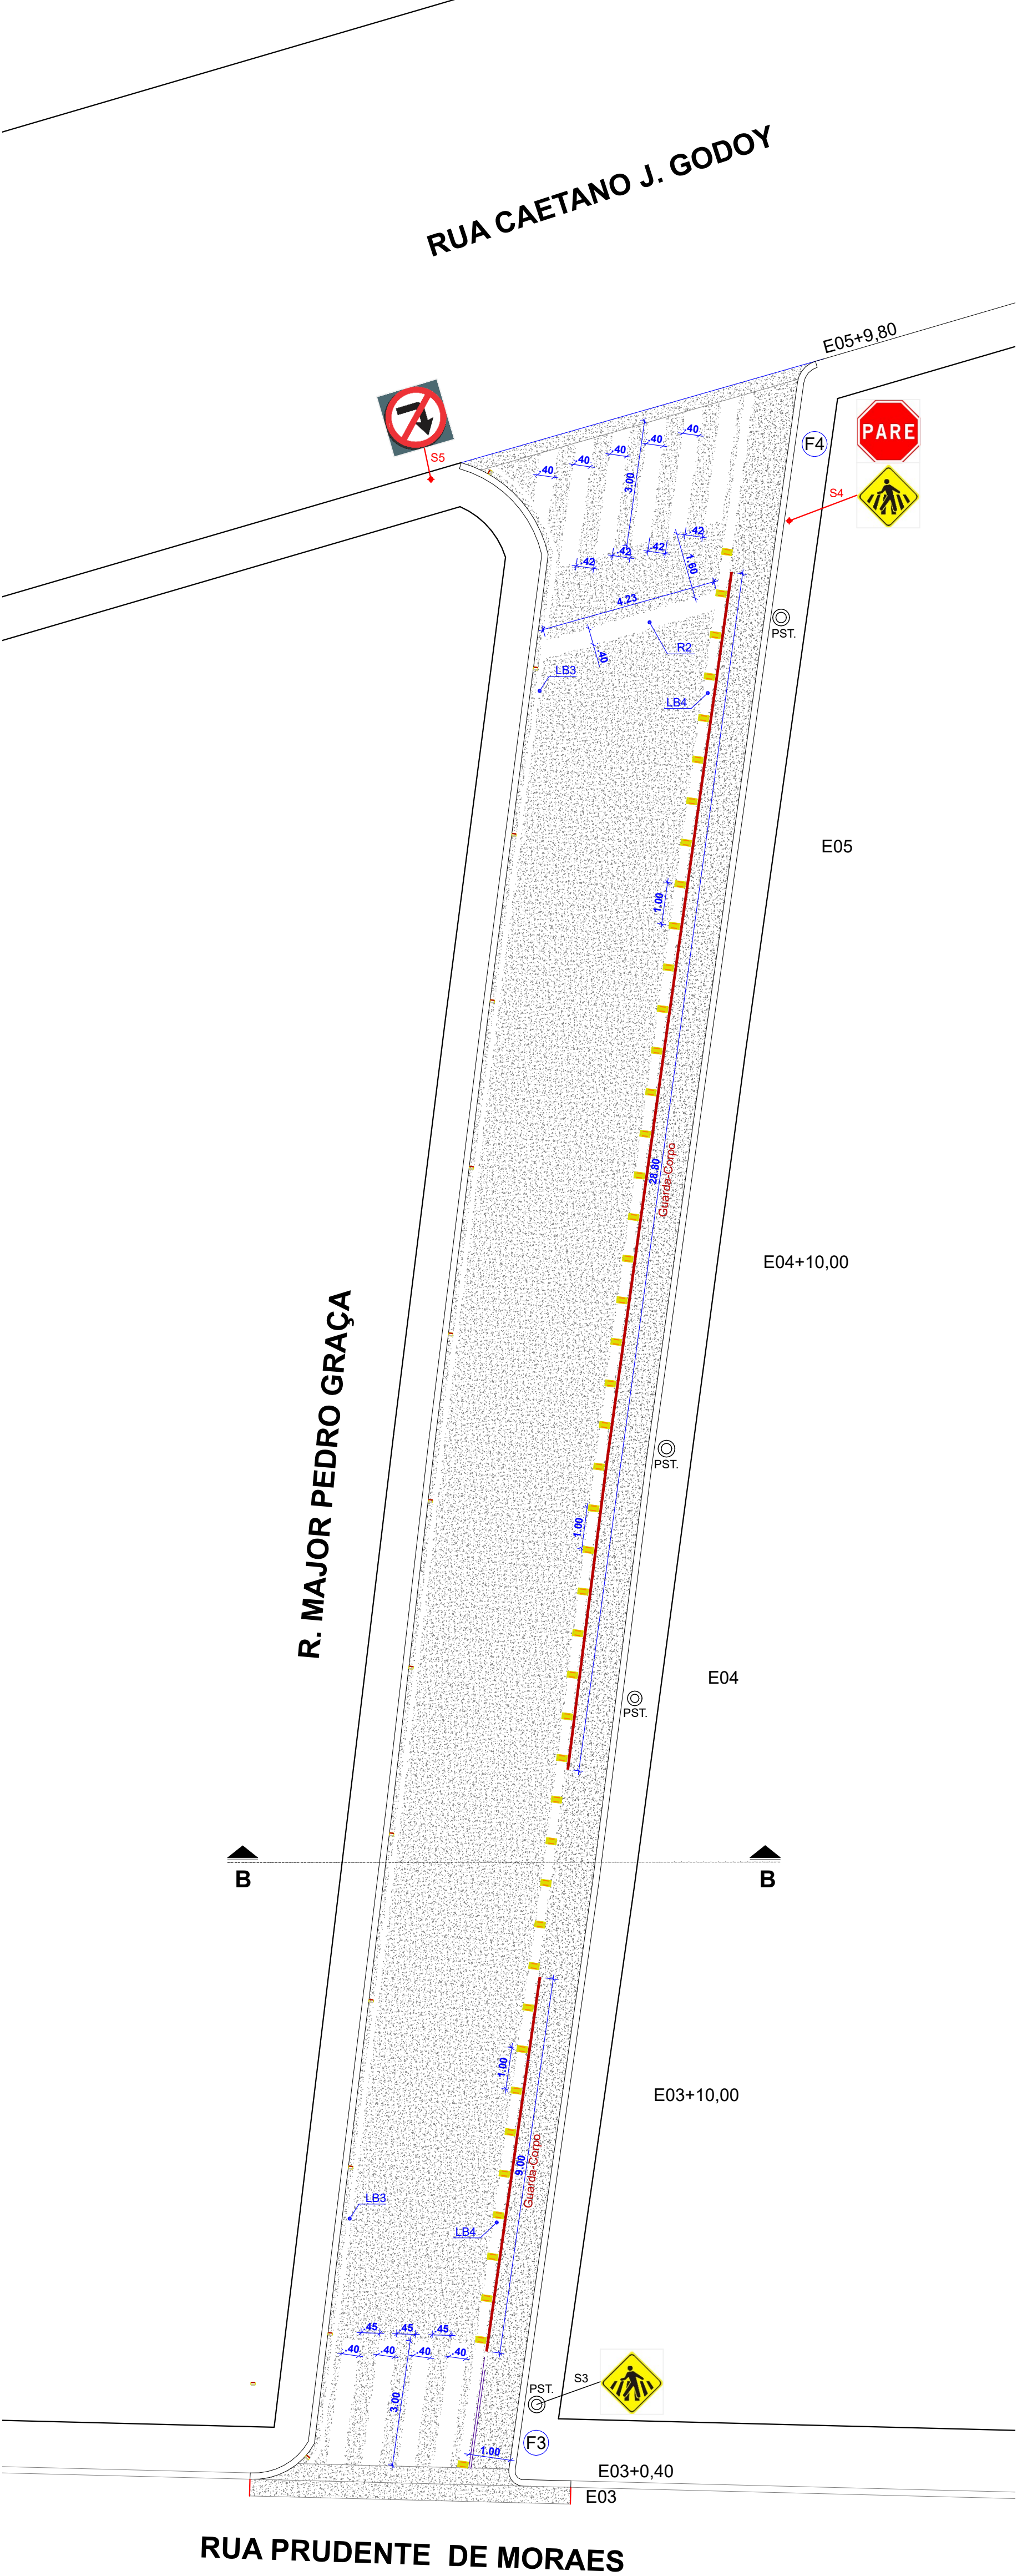 RUA CAETANO J. GODOY
E05+9,80
S5
PARE
F4
S4
.40
.40
.40
.40
.40
3.00
.42
.42
.42
.42
1.60
4.23
.40
R2
LB3
LB4
PST.
E05
1.00
28.80
Guarda-Corpo
E04+10,00
R. MAJOR PEDRO GRAÇA
PST.
1.00
E04
PST.
B
B
1.00
E03+10,00
9.00
Guarda-Corpo
LB3
LB4
.45
.45
.45
.40
.40
.40
.40
3.00
PST.
S3
F3
1.00
E03+0,40
E03
RUA PRUDENTE DE MORAES